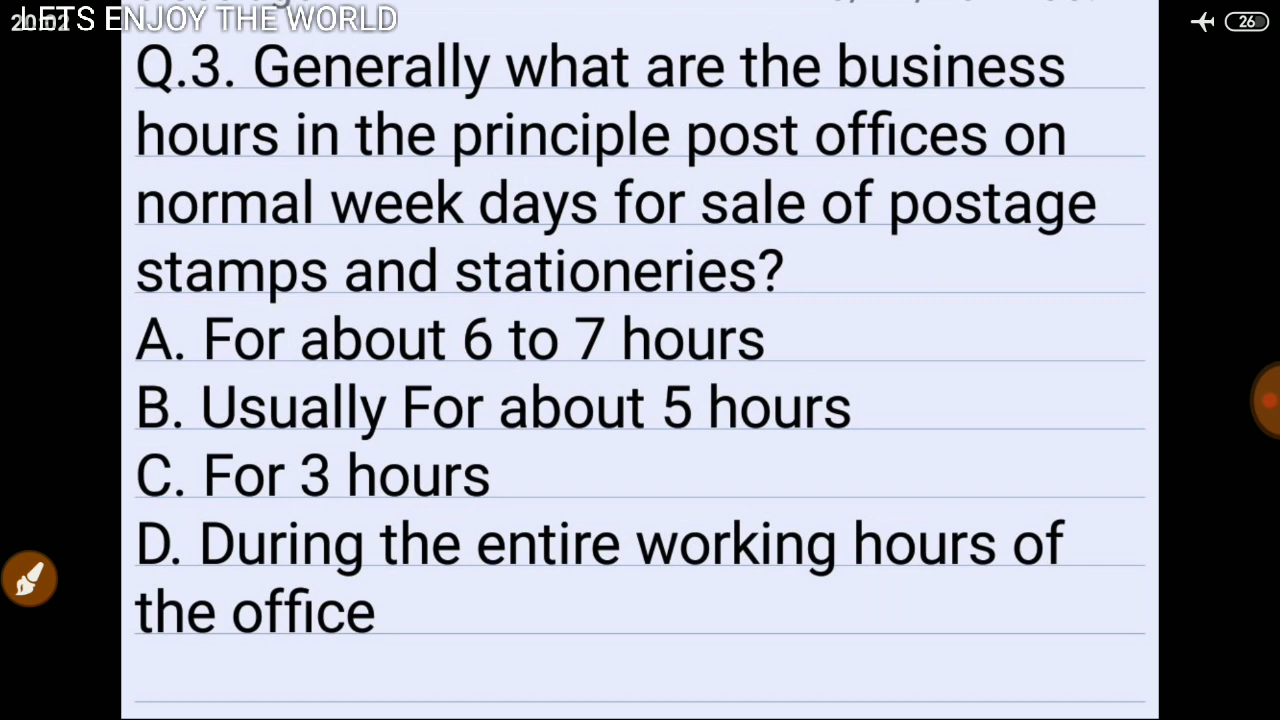 LETS ENJOY THE WORLD
26
Q.3. Generally what are the business
hours in the principle post offices on
normal week days for sale of postage
stamps and stationeries?
A. For about 6 to 7 hours
B. Usually For about 5 hours
C. For 3 hours
D. During the entire working hours of
the office